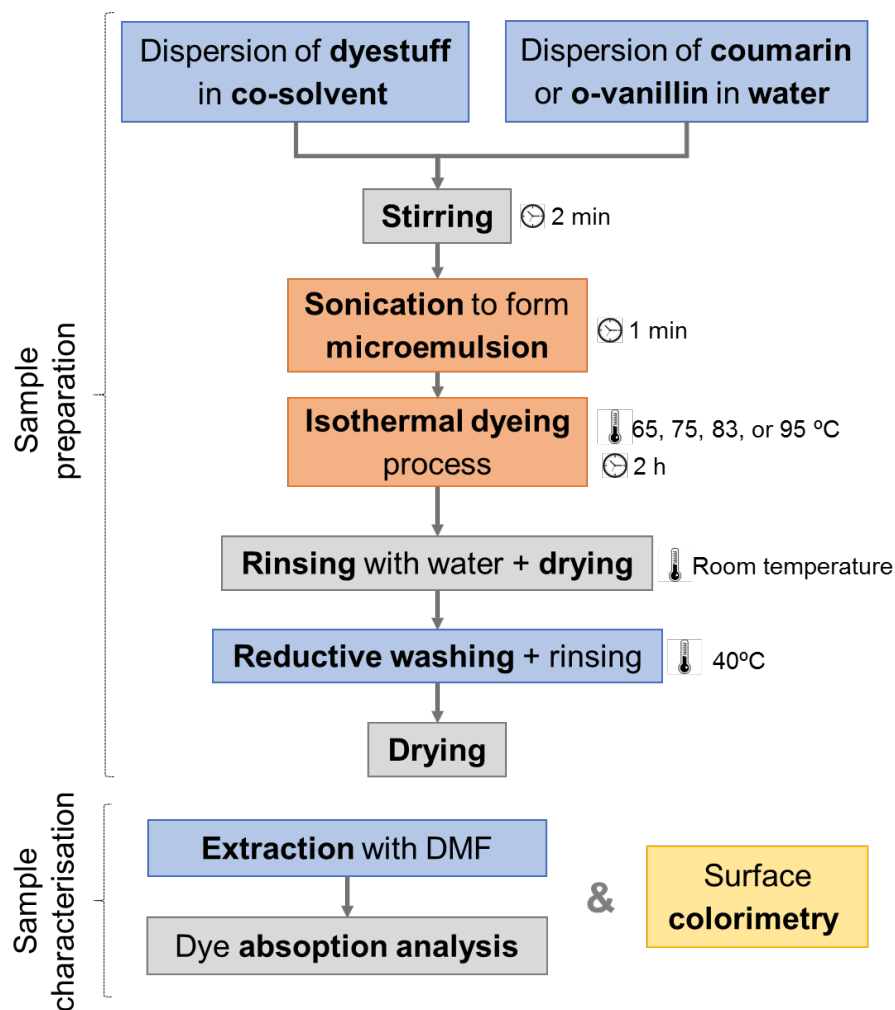 Dispersion of dyestuff
in co-solvent
Dispersion of coumarin
or o-vanillin in water
Stirring
2 min
Sonication to form
microemulsion
1 min
Isothermal dyeing
process
65, 75, 83, or 95 ºC
2 h
Rinsing with water + drying
Room temperature
Reductive washing + rinsing
40ºC
Drying
Sample
preparation
Extraction with DMF
Dye absoption analysis
&
Surface
colorimetry
Sample
characterisation